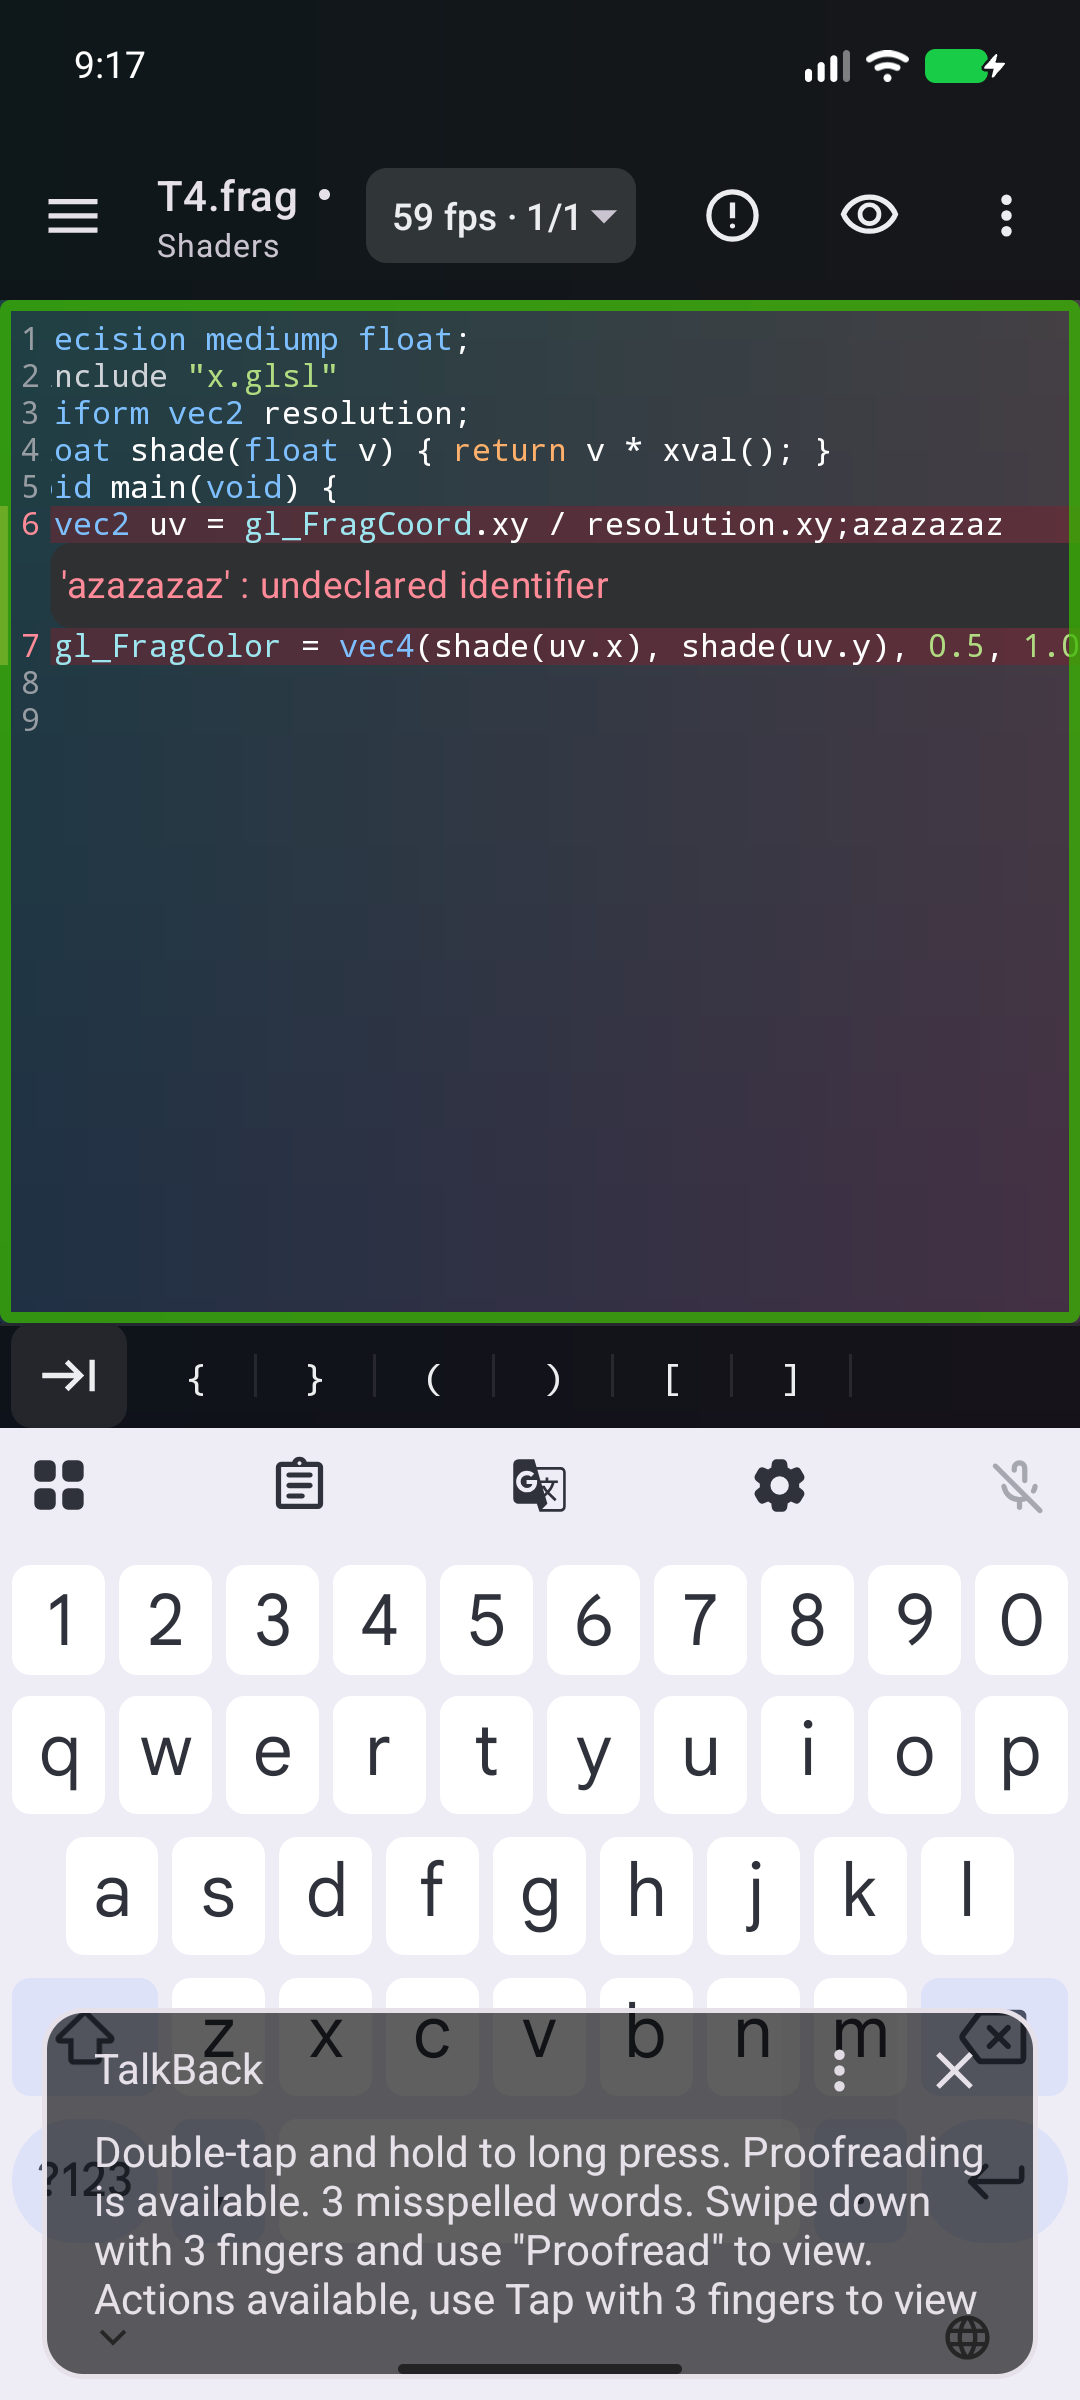 9:17
T4.frag •
Shaders
59 fps · 1/1
1 ecision mediump float;
2 nclude "x.glsl"
3 iform vec2 resolution;
4 oat shade(float v) { return v * xval(); }
5 id main(void) {
6 vec2 uv = gl_FragCoord.xy / resolution.xy;azazazaz
'azazazaz' : undeclared identifier
7 gl_FragColor = vec4(shade(uv.x), shade(uv.y), 0.5, 1.0
8
9
{ } ( ) [ ]
1 2 3 4 5 6 7 8 9 0
q w e r t y u i o p
a s d f g h j k l
z x c v b n m
TalkBack
?123
Double-tap and hold to long press. Proofreading
is available. 3 misspelled words. Swipe down
with 3 fingers and use "Proofread" to view.
Actions available, use Tap with 3 fingers to view